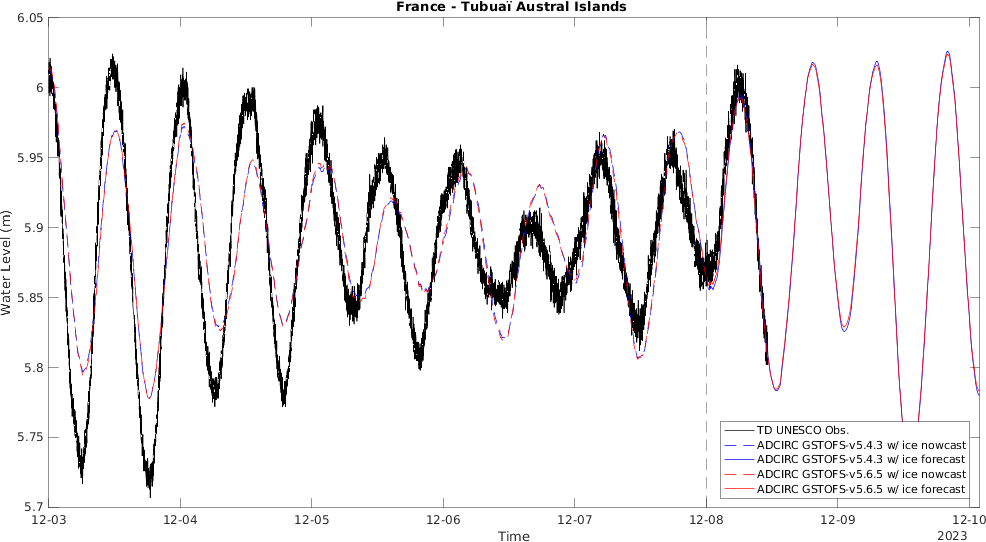 France - Tubuaï Austral Islands
6.05
6
5.95
5.9
5.85
5.8
5.75
5.7
Water Level (m)
12-03
12-04
12-05
12-06
12-07
12-08
12-09
12-10
2023
Time
TD UNESCO Obs.
ADCIRC GSTOFS-v5.4.3 w/ ice nowcast
ADCIRC GSTOFS-v5.4.3 w/ ice forecast
ADCIRC GSTOFS-v5.6.5 w/ ice nowcast
ADCIRC GSTOFS-v5.6.5 w/ ice forecast